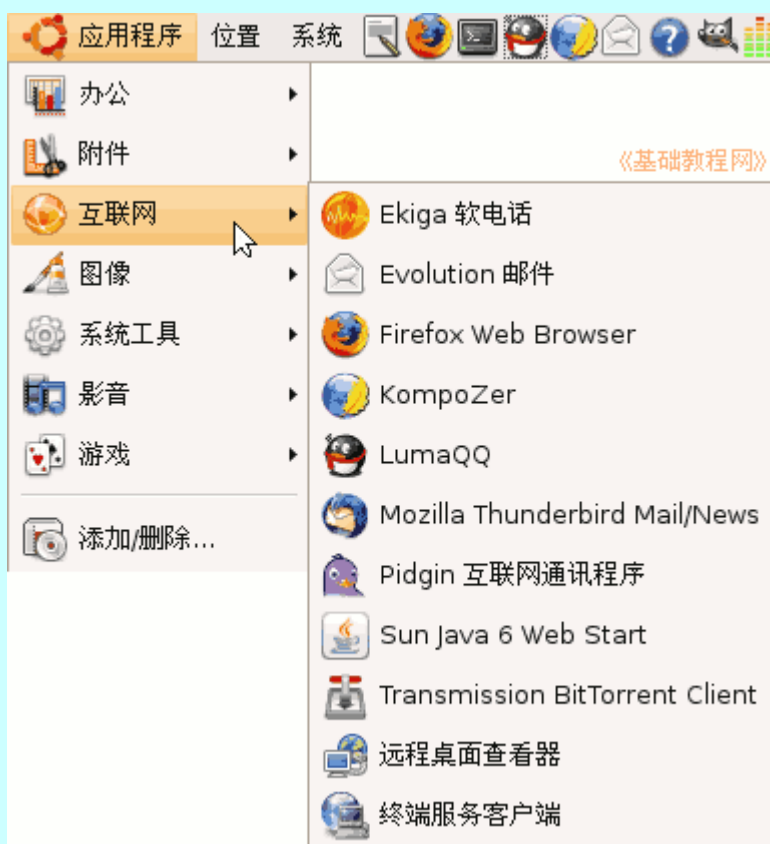 应用程序 位置 系统
办公
附件
《基础教程网》
互联网
Ekiga 软电话
图像
Evolution 邮件
系统工具
Firefox Web Browser
影音
KompoZer
游戏
LumaQQ
Mozilla Thunderbird Mail/News
添加/删除...
Pidgin 互联网通讯程序
Sun Java 6 Web Start
Transmission BitTorrent Client
远程桌面查看器
终端服务客户端